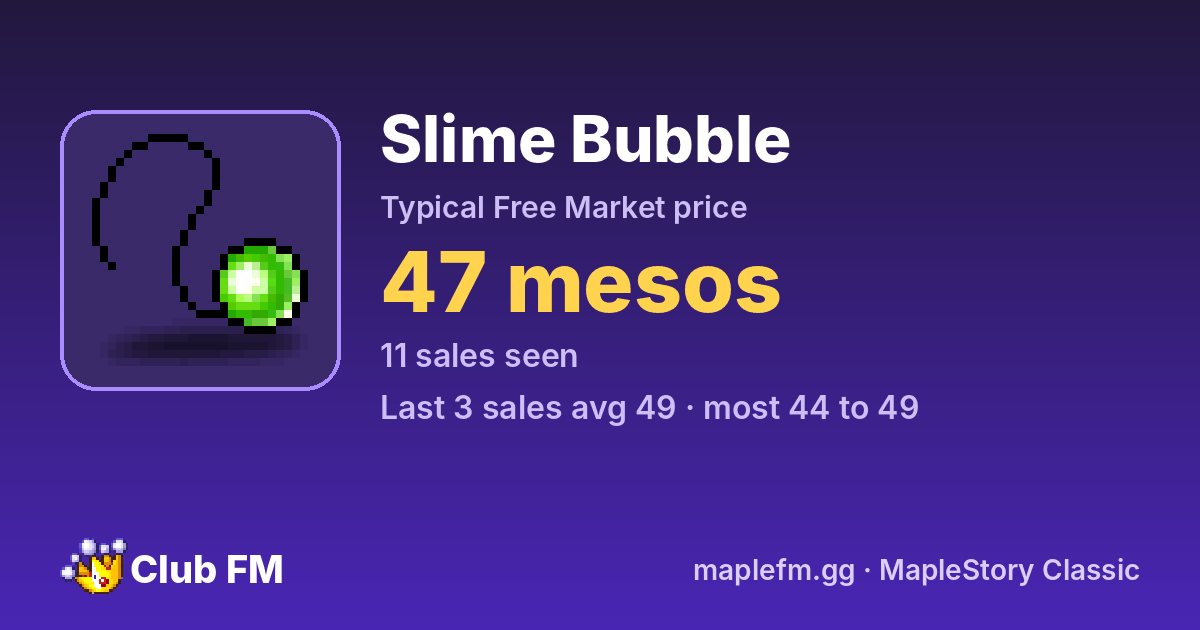 Slime Bubble
Typical Free Market price
47 mesos
11 sales seen
Last 3 sales avg 49 · most 44 to 49
Club FM
maplefm.gg · MapleStory Classic